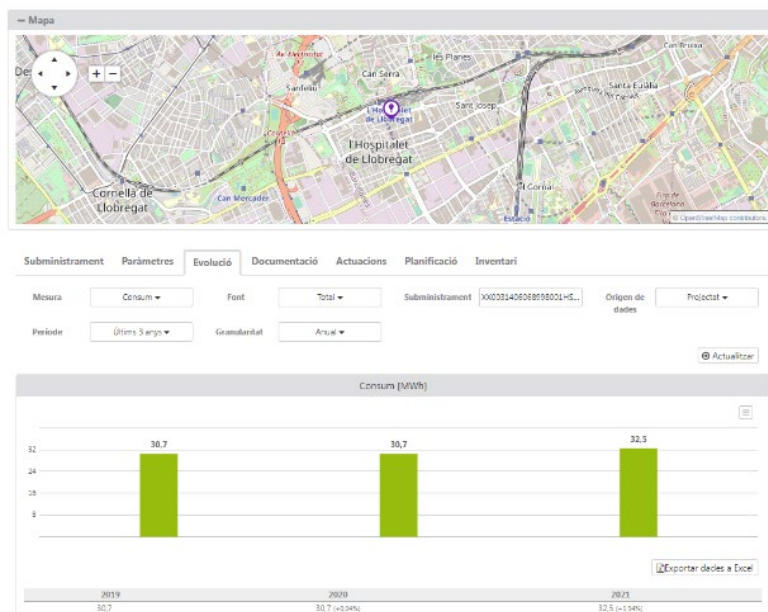 — Mapa
Can Bruixa
les Planes
Av. Electricitat
Can Serra
Santa Eulàlia
Sanfeliu
Sant Josep
L'Hospitalet
de Llobregat
l'Hospitalet
de Llobregat
Cornellà de
Llobregat
Can Mercader
el Gornal
Estació
© OpenStreetMap contributors.
Subministrament Paràmetres Evolució Documentació Actuacions Planificació Inventari
Mesura Consum Font Total Subministrament XX0031406068998001HS... Origen de dades Projectat
Període Últims 3 anys Granularitat Anual
Actualitzar
Consum [MWh]
30,7 30,7 32,5
32
24
16
8
Exportar dades a Excel
2019 2020 2021
30,7 30,7 (+0,04%) 32,5